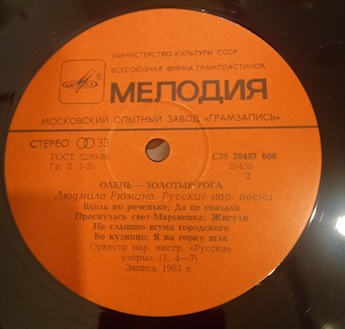 МИНИСТЕРСТВО КУЛЬТУРЫ СССР
ВСЕСОЮЗНАЯ ФИРМА ГРАМПЛАСТИНОК
МЕЛОДИЯ
МОСКОВСКИЙ ОПЫТНЫЙ ЗАВОД «ГРАМЗАПИСЬ»
СТЕРЕО 33
ГОСТ 5289-80 С20 20457 006
Гр. 2. 1-20 20458
2
ОЛЕНЬ — ЗОЛОТЫЕ РОГА
Людмила Рюмина. Русские нар. песни
Вдоль по реченьке; Да це сказали
Проснулась свет-Марьюшка; Жигули
Не слышно шума городского
Во кузнице; Я на горку шла
Оркестр нар. инстр. «Русские
узоры» (1, 4—7)
Запись 1983 г.